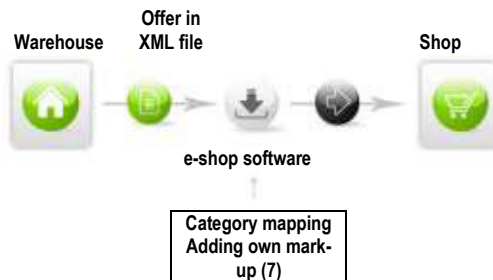 Offer in
XML file
Warehouse
Shop
e-shop software
Category mapping
Adding own mark-
up (7)